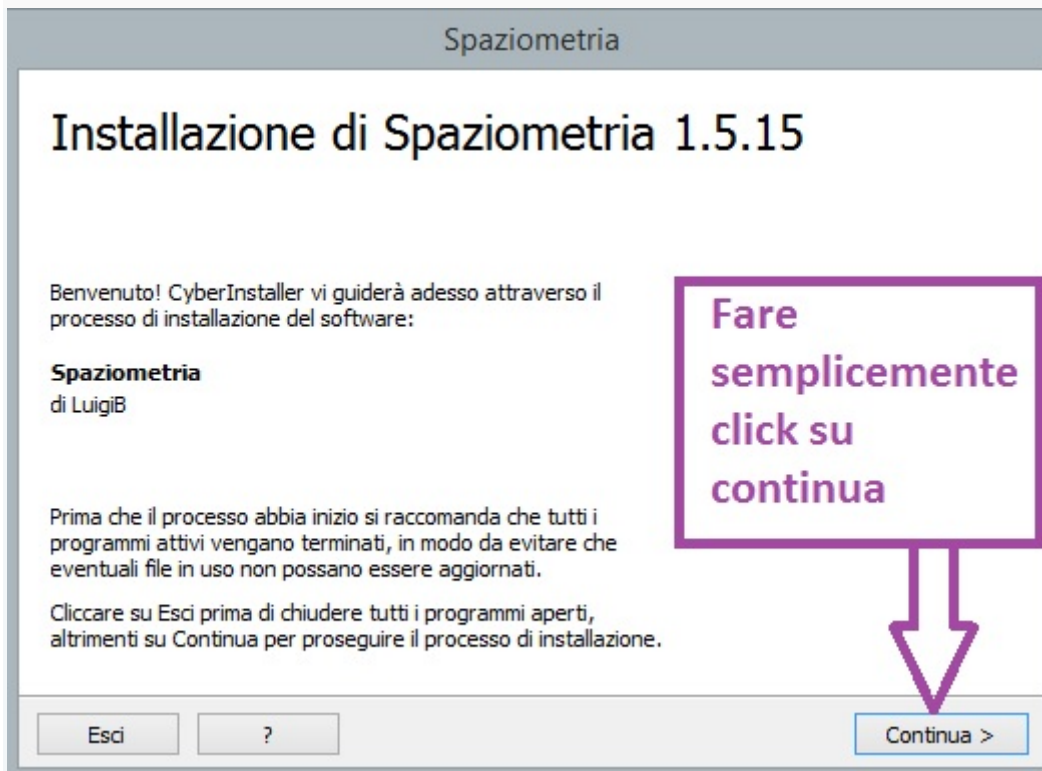 Spaziometria
Installazione di Spaziometria 1.5.15
Benvenuto! CyberInstaller vi guiderà adesso attraverso il
processo di installazione del software:
Spaziometria
di LuigiB
Fare
semplicemente
click su
continua
Prima che il processo abbia inizio si raccomanda che tutti i
programmi attivi vengano terminati, in modo da evitare che
eventuali file in uso non possano essere aggiornati.
Cliccare su Esci prima di chiudere tutti i programmi aperti,
altrimenti su Continua per proseguire il processo di installazione.
Esci
?
Continua >